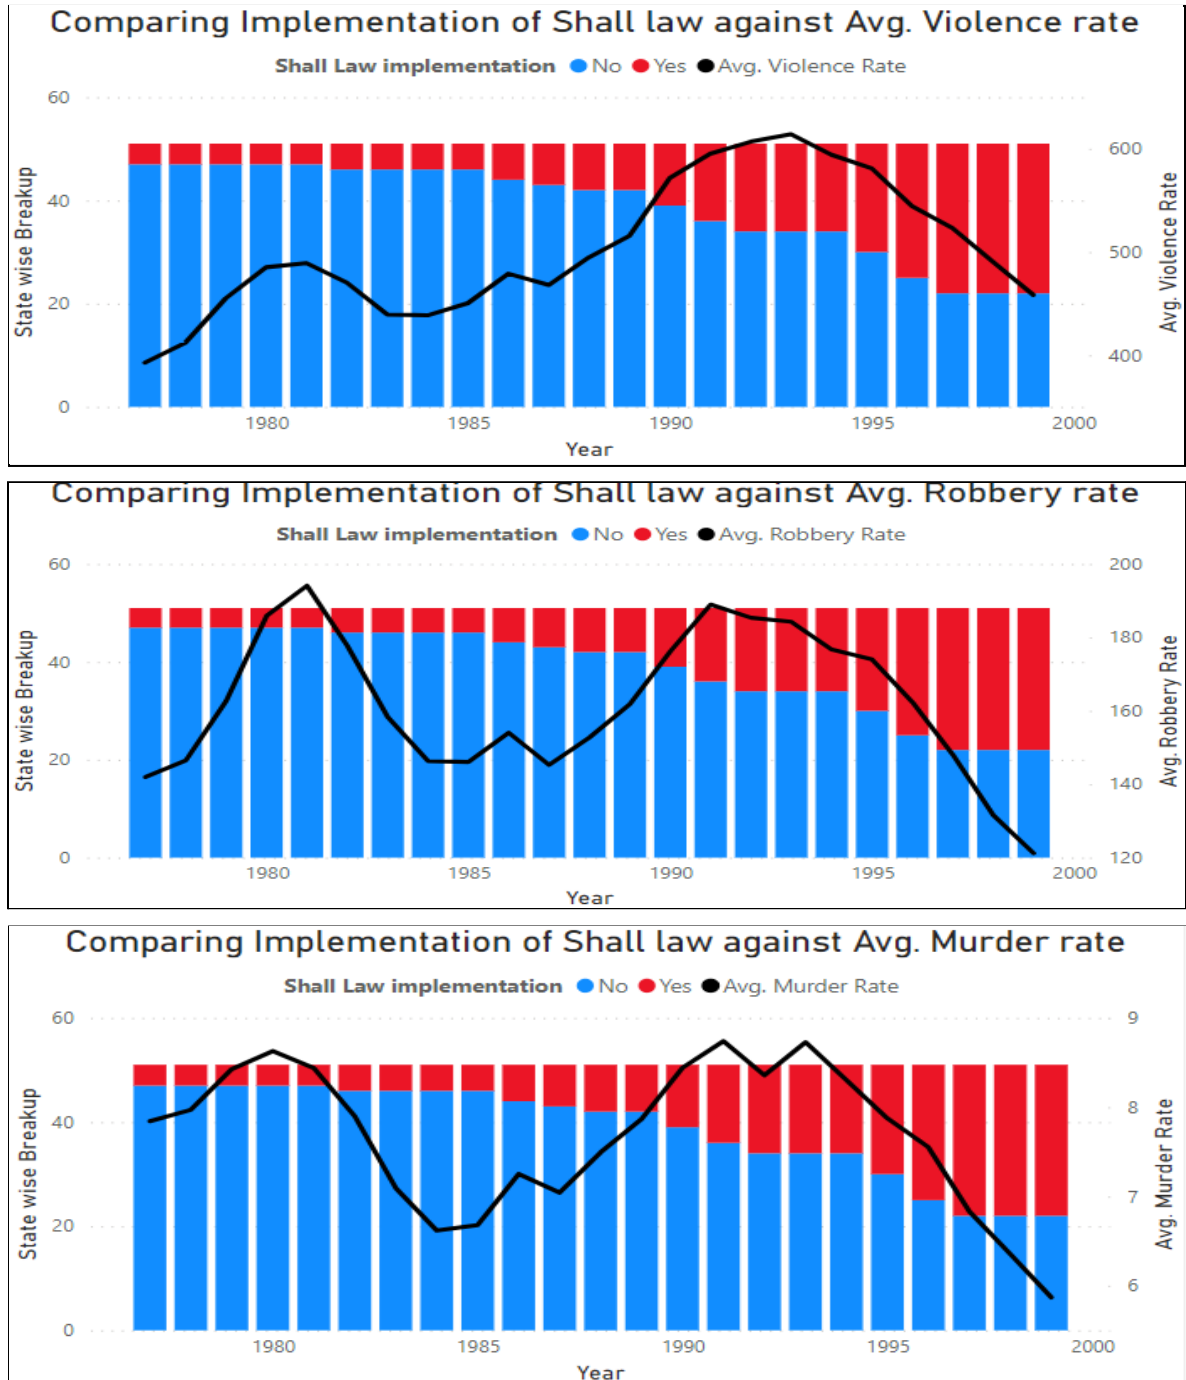 Comparing Implementation of Shall law against Avg. Violence rate
Shall Law implementation No Yes Avg. Violence Rate
60
40
20
0
State wise Breakup
600
500
400
Avg. Violence Rate
1980 1985 1990 1995 2000
Year
Comparing Implementation of Shall law against Avg. Robbery rate
Shall Law implementation No Yes Avg. Robbery Rate
60
40
20
0
State wise Breakup
200
180
160
140
120
Avg. Robbery Rate
1980 1985 1990 1995 2000
Year
Comparing Implementation of Shall law against Avg. Murder rate
Shall Law implementation No Yes Avg. Murder Rate
60
40
20
0
State wise Breakup
9
8
7
6
Avg. Murder Rate
1980 1985 1990 1995 2000
Year